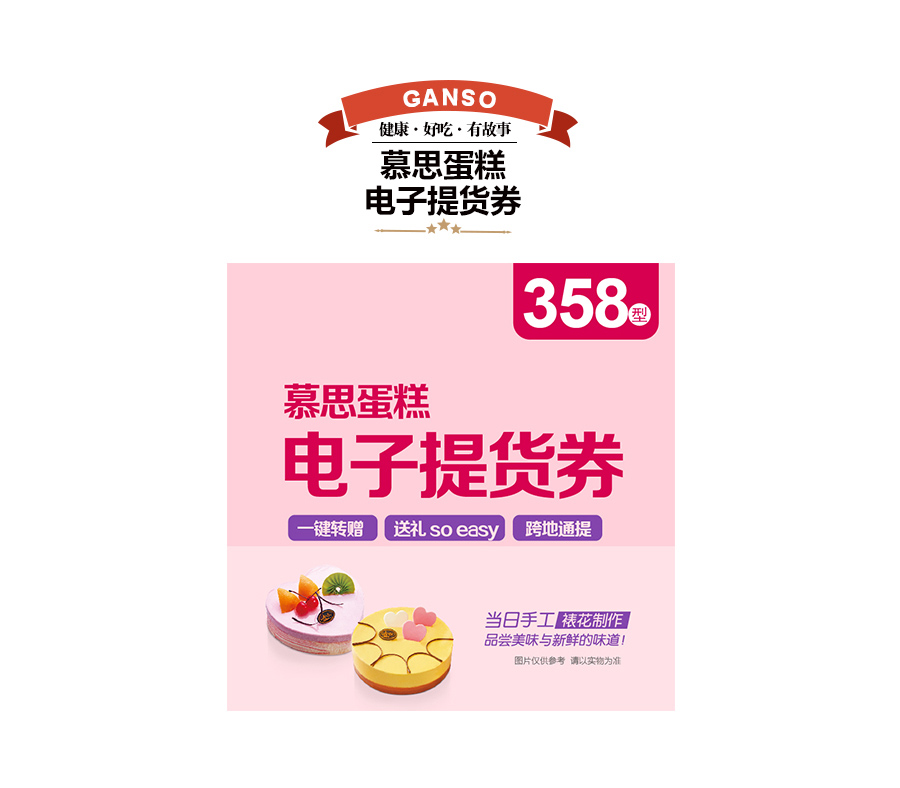 GANSO
健康·好吃·有故事
慕思蛋糕
电子提货券
358型
慕思蛋糕
电子提货券
一键转赠 送礼 so easy 跨地通提
当日手工 裱花制作
品尝美味与新鲜的味道!
图片仅供参考 请以实物为准